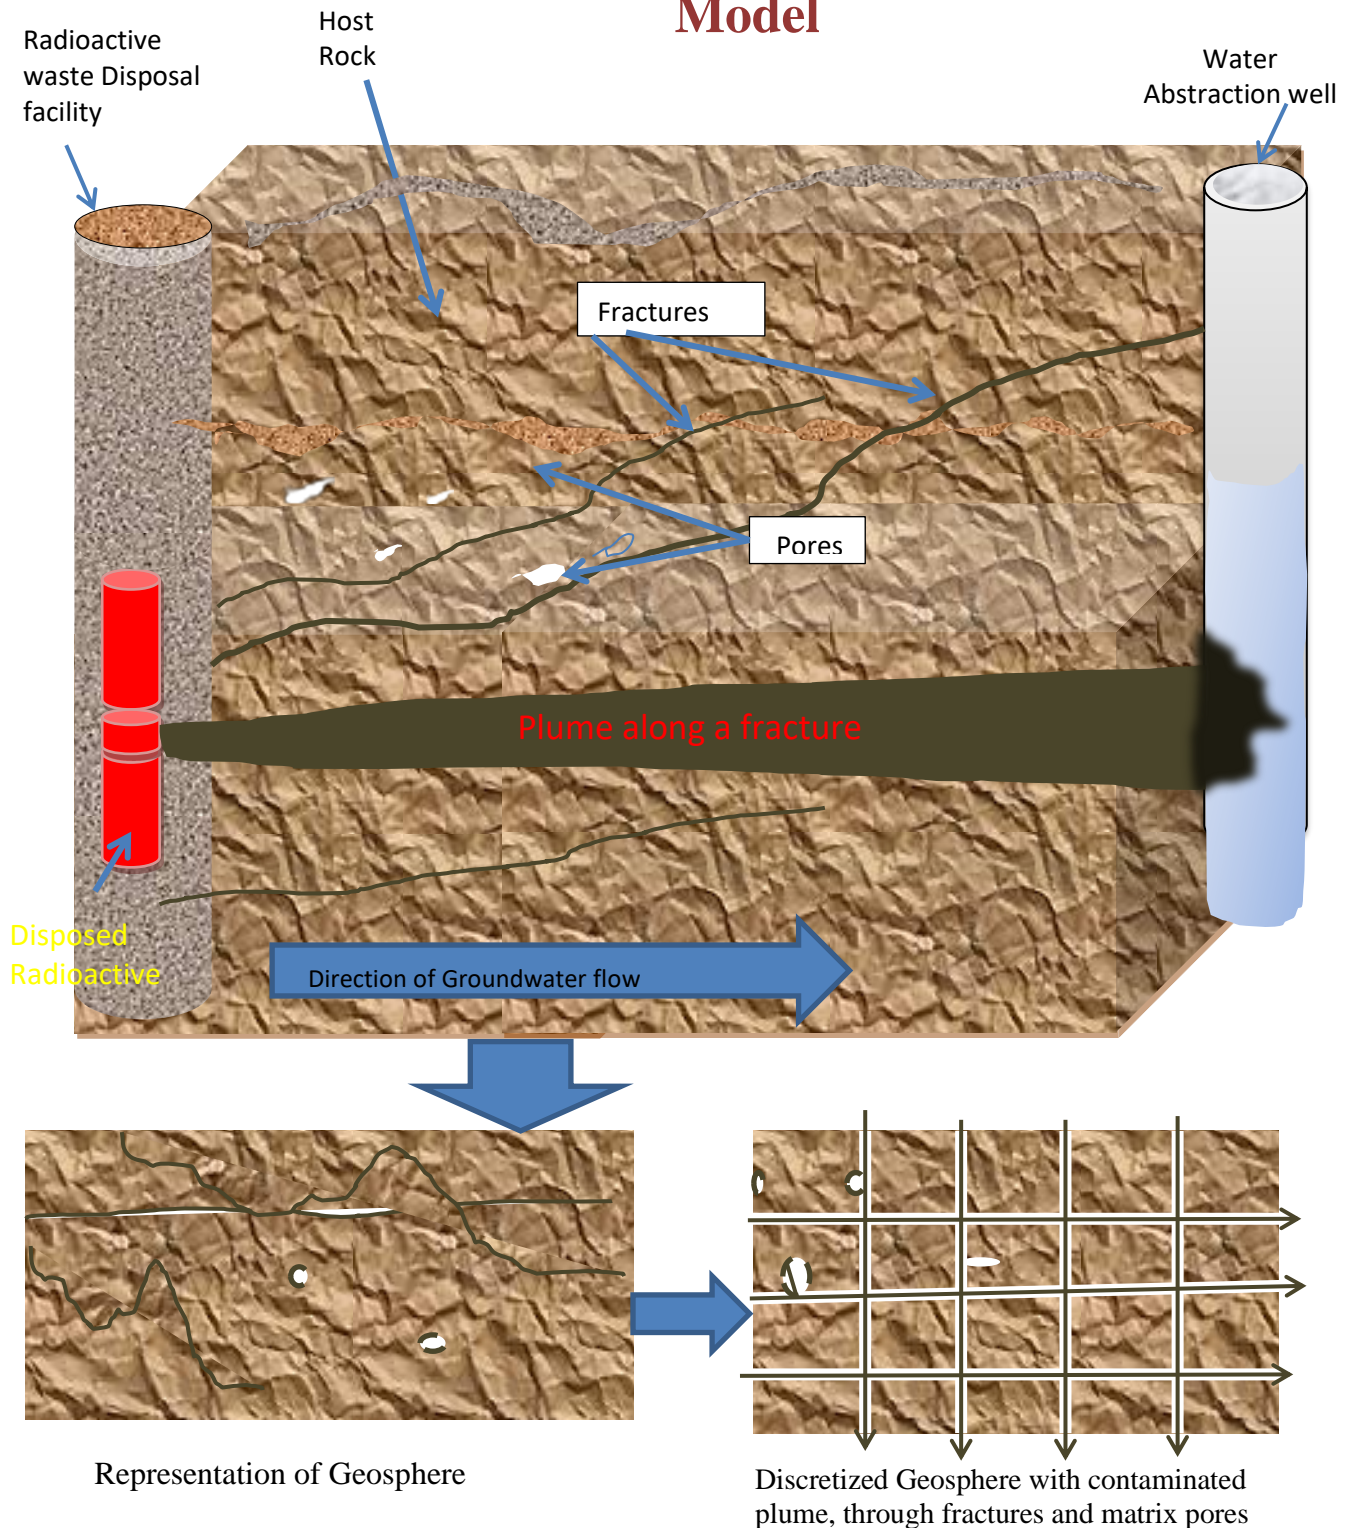 Model
Radioactive
waste Disposal
facility
Host
Rock
Water
Abstraction well
Fractures
Pores
Plume along a fracture
Disposed
Radioactive
Direction of Groundwater flow
Representation of Geosphere
Discretized Geosphere with contaminated
plume, through fractures and matrix pores